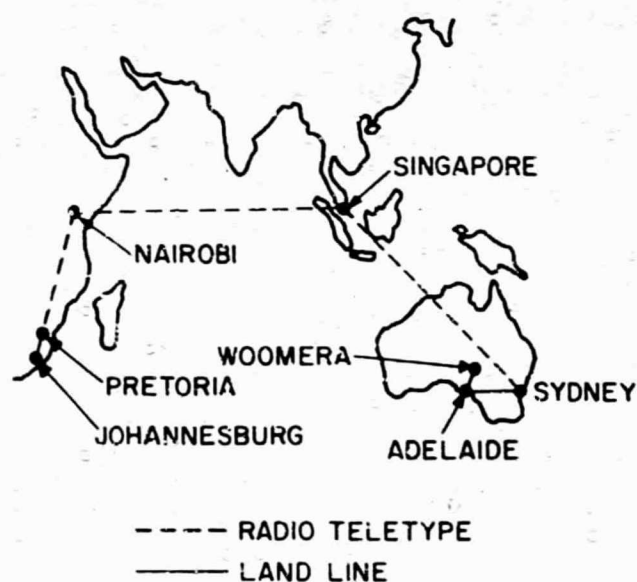 SINGAPORE
NAIROBI
WOOMERA
PRETORIA
SYDNEY
JOHANNESBURG
ADELAIDE
RADIO TELETYPE
LAND LINE